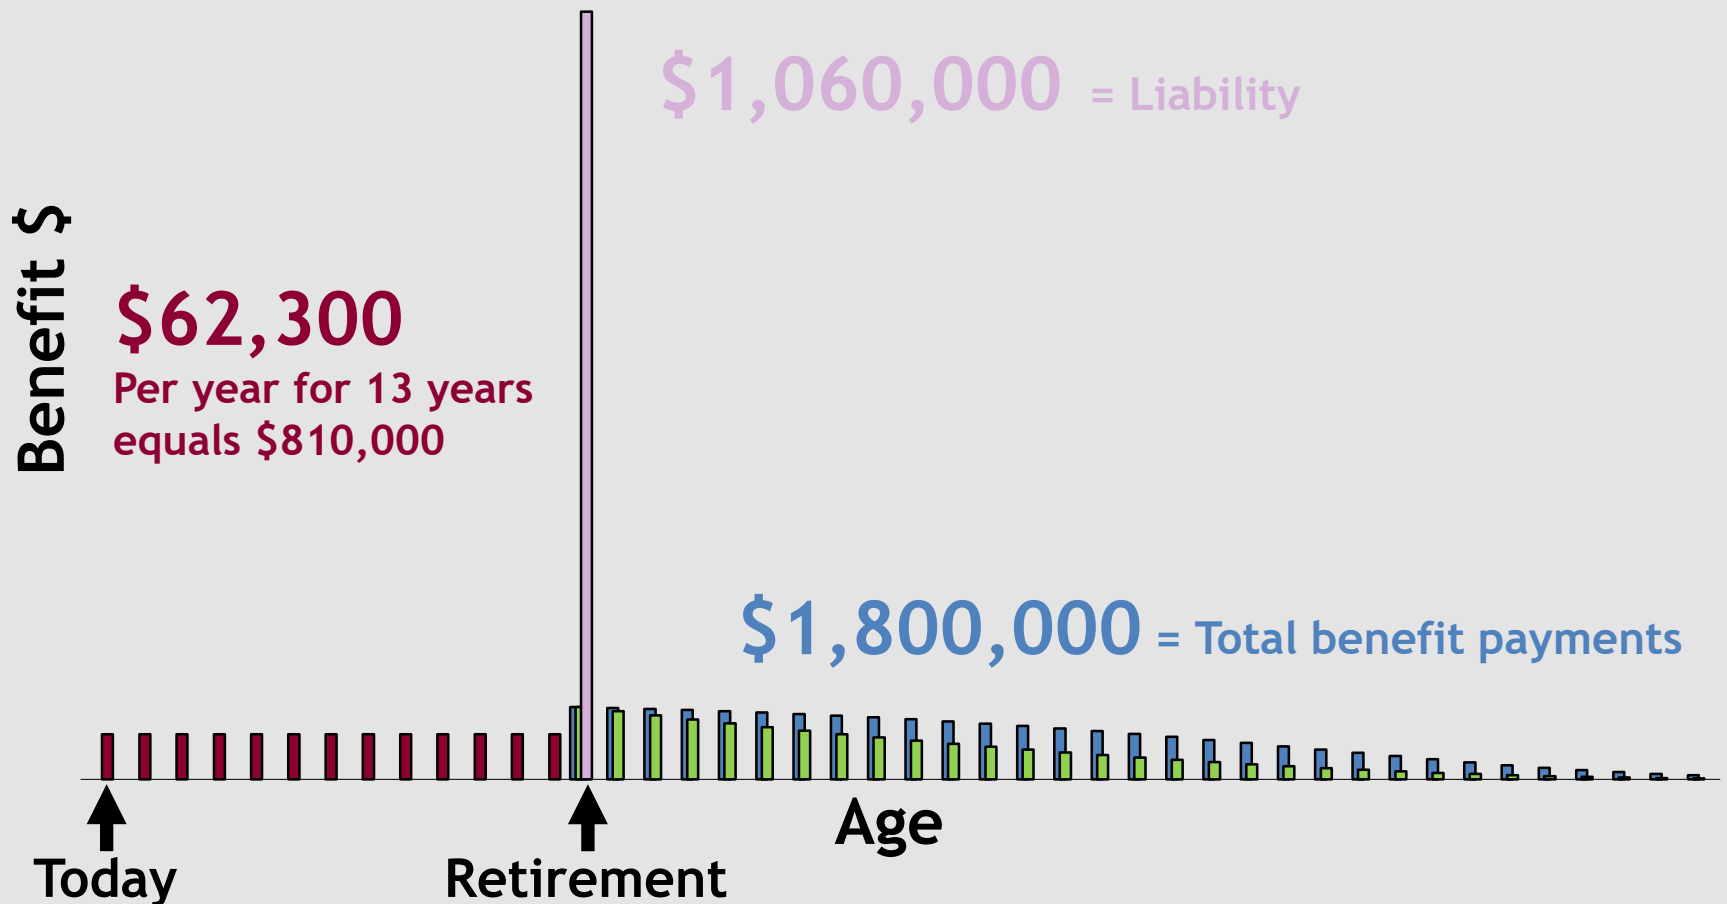 $1,060,000 = Liability
Benefit $
$62,300
Per year for 13 years
equals $810,000
$1,800,000 = Total benefit payments
Age
Today
Retirement